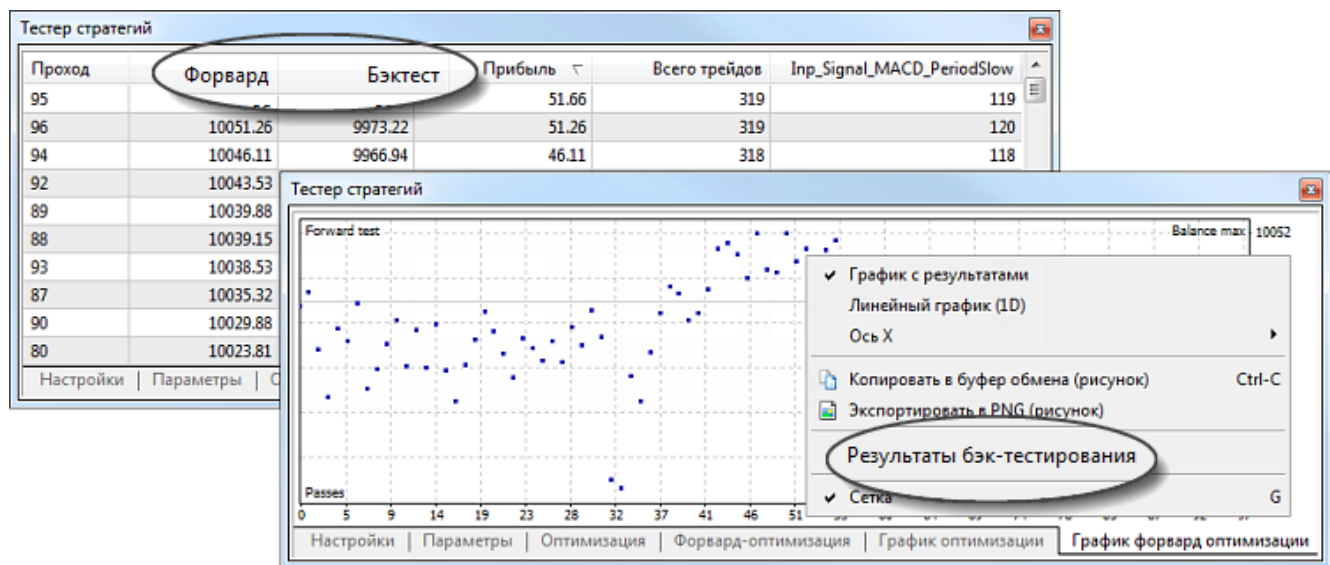 Тестер стратегий
Проход Форвард Бэктест Прибыль Всего трейдов Inp_Signal_MACD_PeriodSlow
95 51.66 319 119
96 10051.26 9973.22 51.26 319 120
94 10046.11 9966.94 46.11 318 118
92 10043.53
89 10039.88
88 10039.15
93 10038.53
87 10035.32
90 10029.88
80 10023.81
Настройки | Параметры |
Тестер стратегий
Forward test Balance max 10052
График с результатами
Линейный график (1D)
Ось X
Копировать в буфер обмена (рисунок) Ctrl-C
Экспортировать в PNG (рисунок)
Результаты бэк-тестирования
Сетка G
Passes
0 5 9 14 19 23 28 32 37 41 46 51
Настройки | Параметры | Оптимизация | Форвард-оптимизация | График оптимизации | График форвард оптимизации